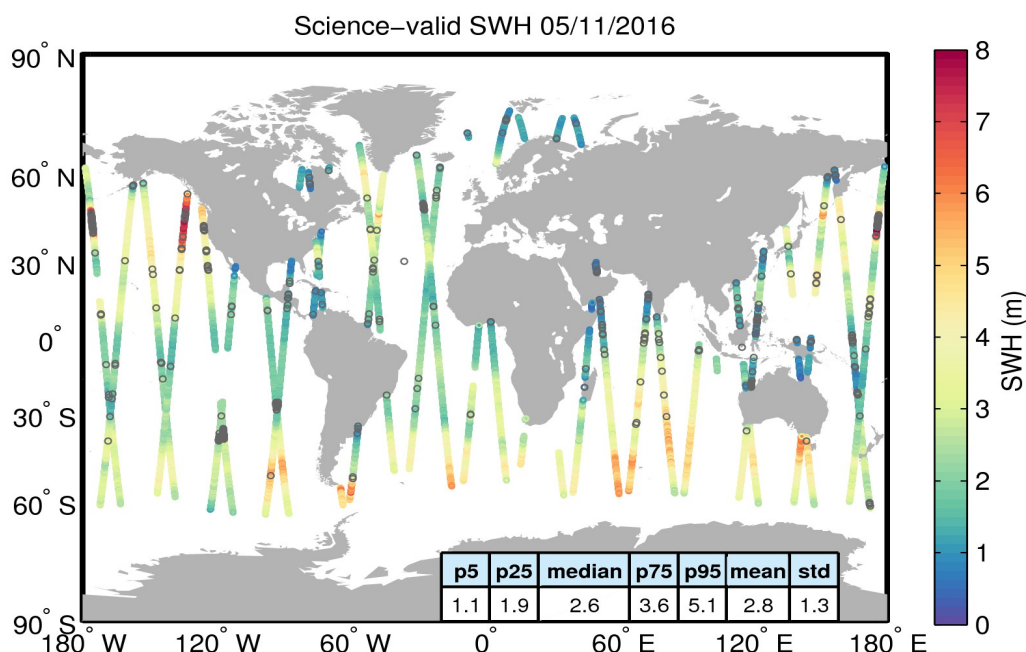 Science−valid SWH 05/11/2016
90° N
60° N
30° N
0°
30° S
60° S
90° S
180° W
120° W
60° W
0°
60° E
120° E
180° E
p5 p25 median p75 p95 mean std
1.1 1.9 2.6 3.6 5.1 2.8 1.3
8
7
6
5
4
3
2
1
0
SWH (m)